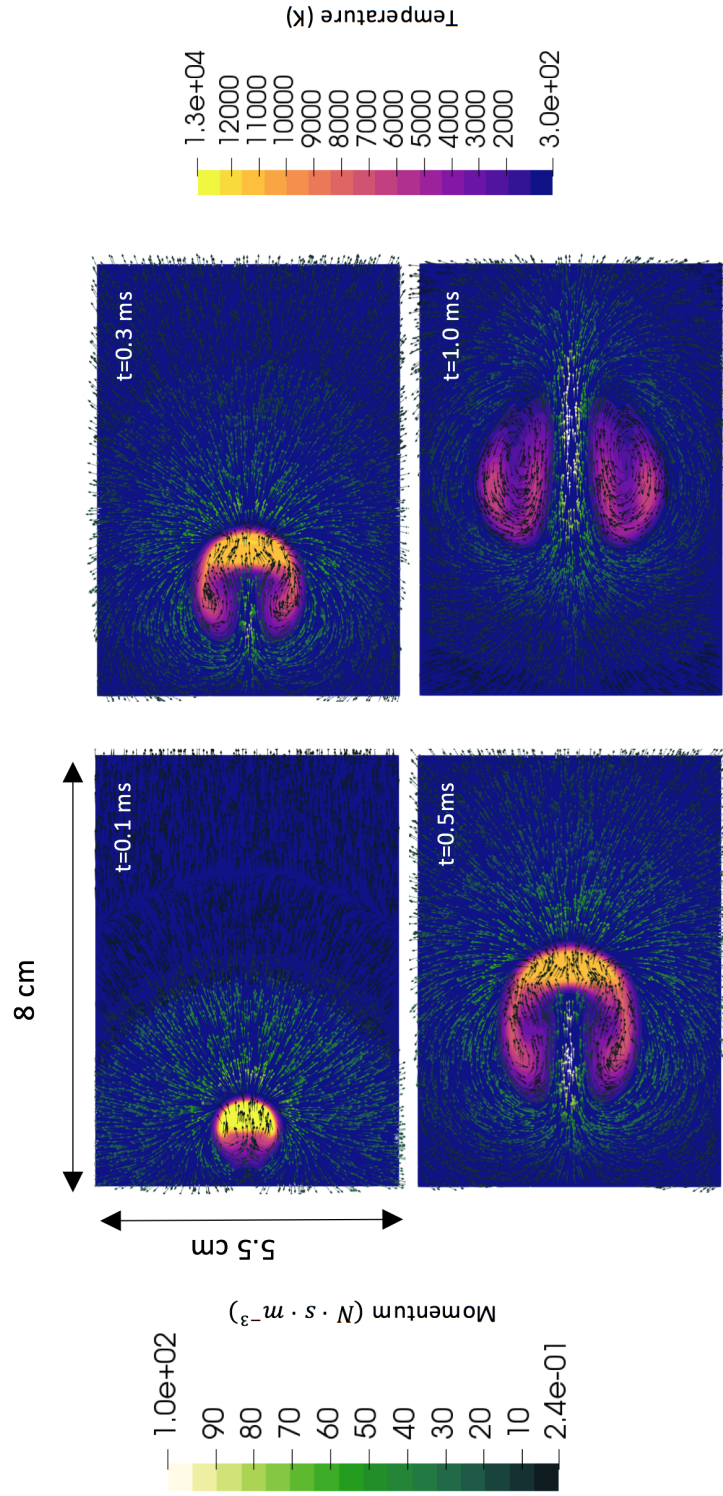 Temperature (K)
1.3e+04
12000
11000
10000
9000
8000
7000
6000
5000
4000
3000
2000
3.0e+02
t=0.3 ms
t=1.0 ms
t=0.1 ms
t=0.5ms
8 cm
5.5 cm
Momentum (N · s · m⁻³)
1.0e+02
90
80
70
60
50
40
30
20
10
2.4e-01